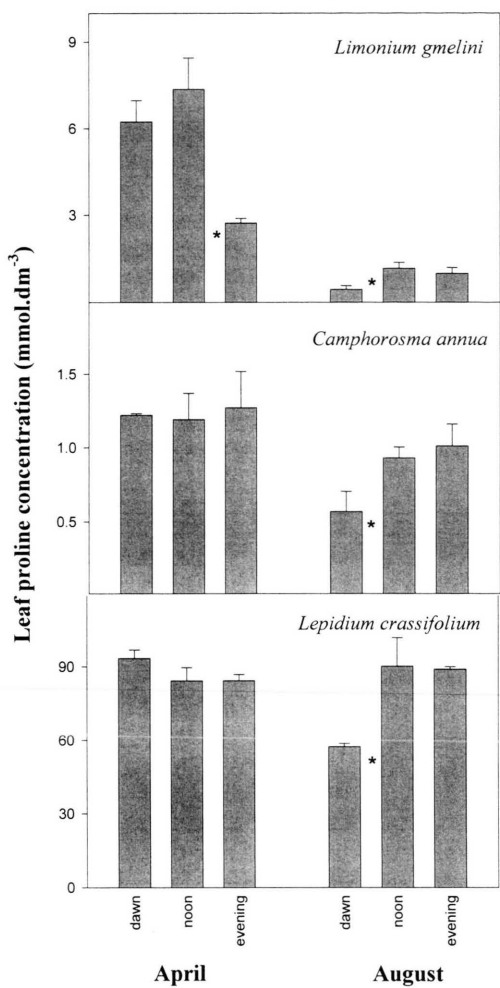 Leaf proline concentration (mmol.dm-3)
Limonium gmelini
9
6
3
*
*
Camphorosma annua
1.5
1.0
0.5
*
Lepidium crassifolium
90
60
30
0
*
dawn noon evening dawn noon evening
April August